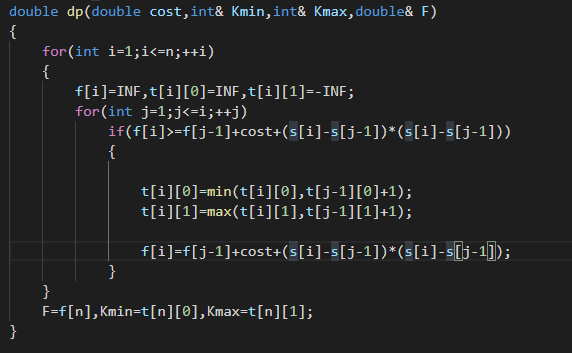 double dp(double cost,int& Kmin,int& Kmax,double& F)
{
    for(int i=1;i<=n;++i)
    {
        f[i]=INF,t[i][0]=INF,t[i][1]=-INF;
        for(int j=1;j<=i;++j)
            if(f[i]>=f[j-1]+cost+(s[i]-s[j-1])*(s[i]-s[j-1]))
            {
                t[i][0]=min(t[i][0],t[j-1][0]+1);
                t[i][1]=max(t[i][1],t[j-1][1]+1);
                f[i]=f[j-1]+cost+(s[i]-s[j-1])*(s[i]-s[j-1]);
            }
    }
    F=f[n],Kmin=t[n][0],Kmax=t[n][1];
}